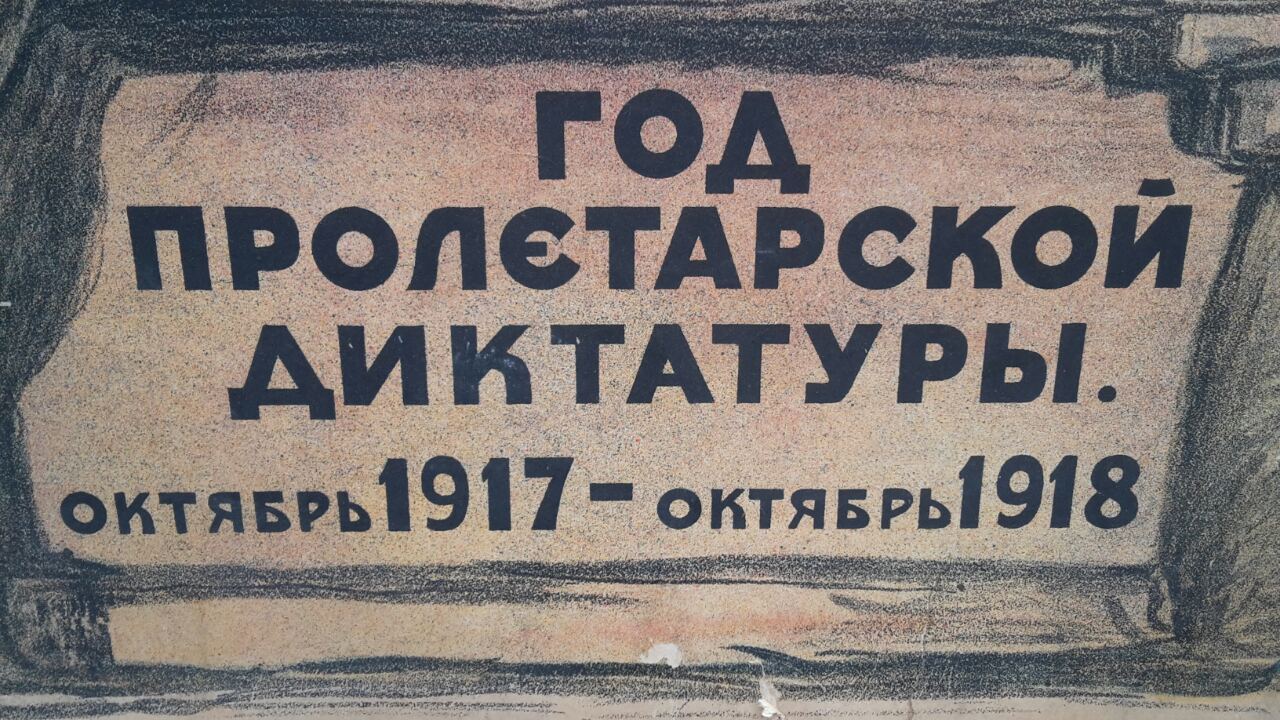 ГОД
ПРОЛЕТАРСКОЙ
ДИКТАТУРЫ.
ОКТЯБРЬ 1917 - ОКТЯБРЬ 1918